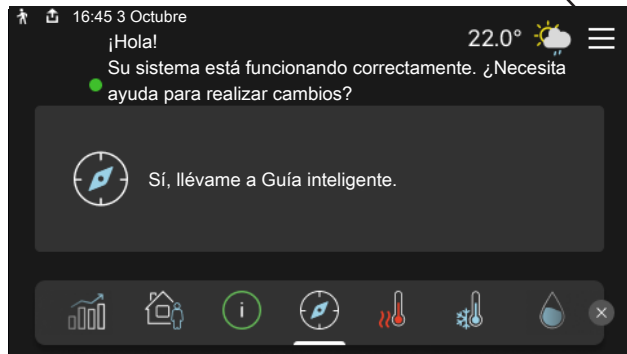 16:45 3 Octubre
¡Hola!
22.0°
Su sistema está funcionando correctamente. ¿Necesita
ayuda para realizar cambios?
Sí, llévame a Guía inteligente.
i